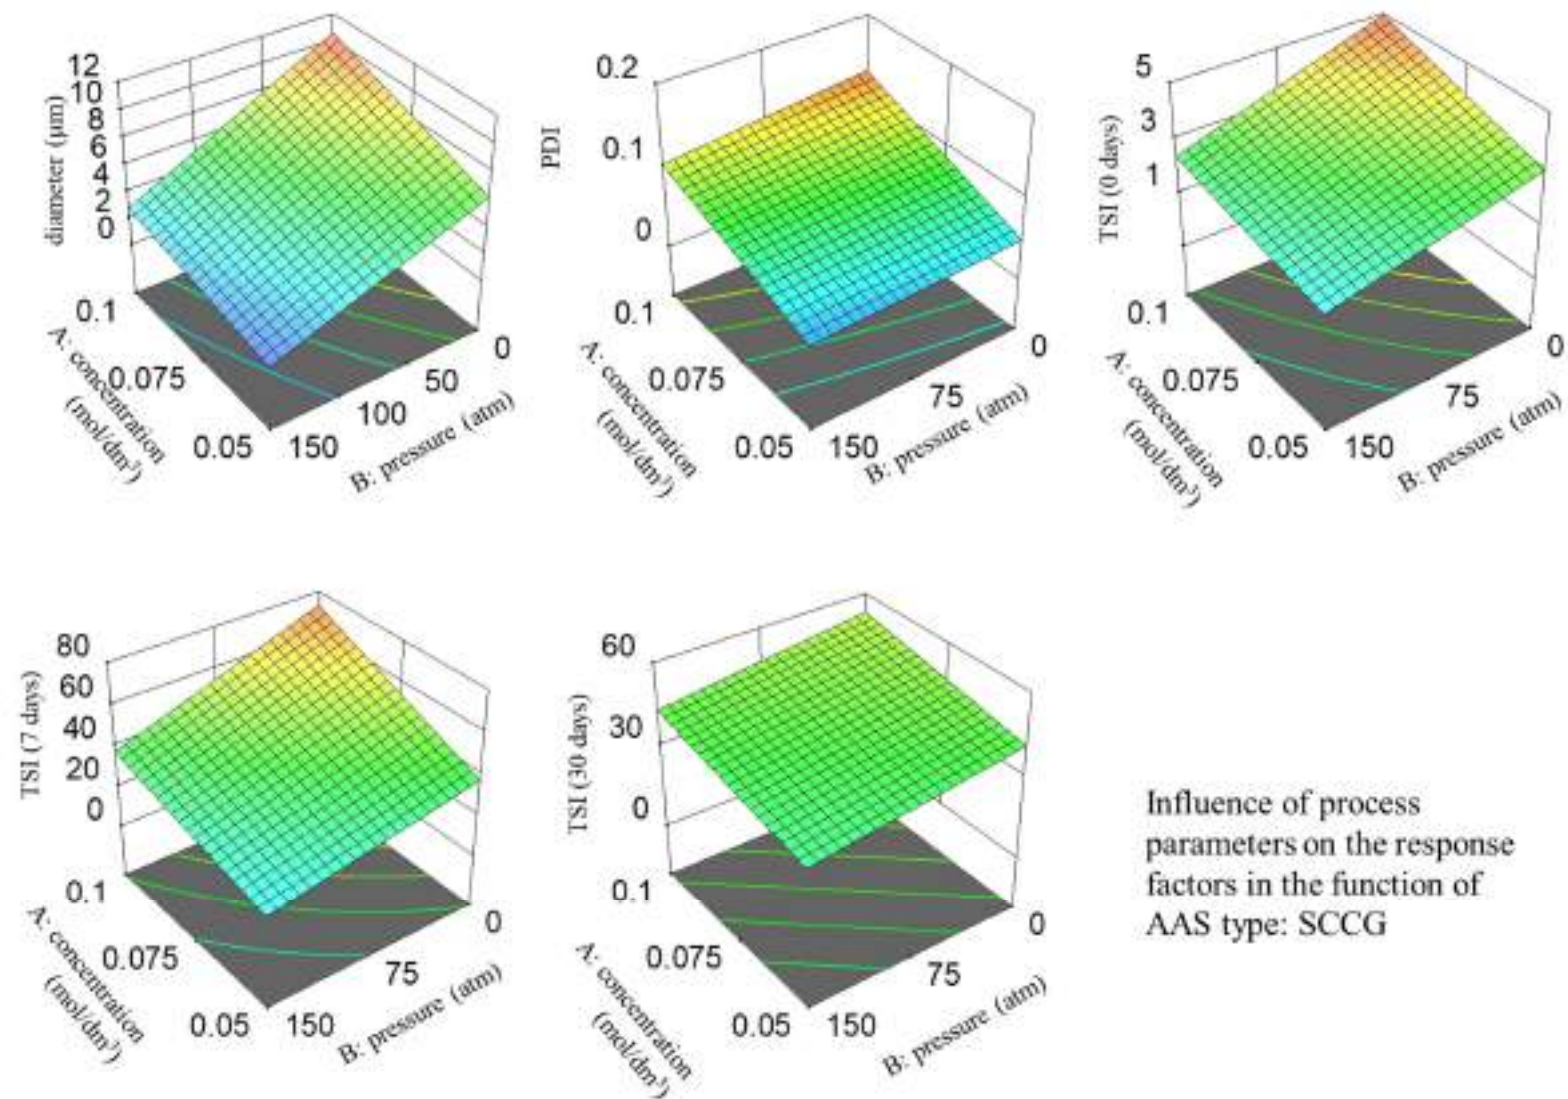 12
10
8
6
4
2
0
diameter (μm)
0.1
0.075
0.05
A: concentration
(mol/dm³)
150
100
50
0
B: pressure (atm)
0.2
0.1
0
PDI
0.1
0.075
0.05
A: concentration
(mol/dm³)
150
75
0
B: pressure (atm)
5
3
1
TSI (0 days)
0.1
0.075
0.05
A: concentration
(mol/dm³)
150
75
0
B: pressure (atm)
80
60
40
20
0
TSI (7 days)
0.1
0.075
0.05
A: concentration
(mol/dm³)
150
75
0
B: pressure (atm)
60
30
0
TSI (30 days)
0.1
0.075
0.05
A: concentration
(mol/dm³)
150
75
0
B: pressure (atm)
Influence of process
parameters on the response
factors in the function of
AAS type: SCCG